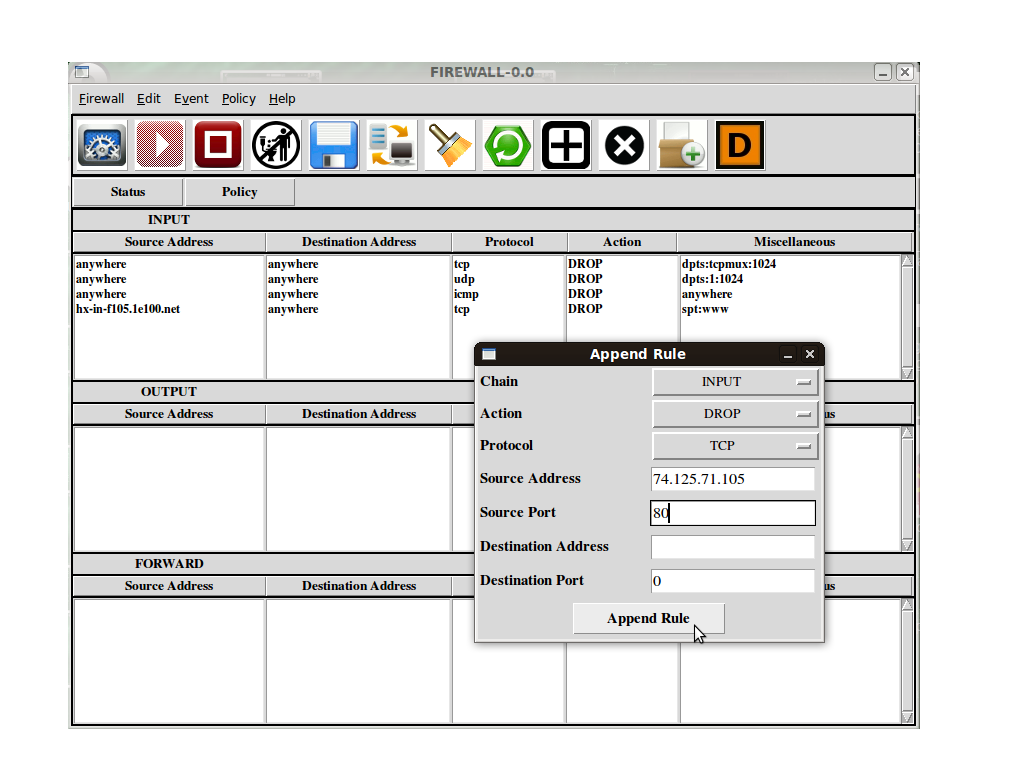 FIREWALL-0.0
Firewall Edit Event Policy Help
D
Status Policy
INPUT
Source Address Destination Address Protocol Action Miscellaneous
anywhere anywhere tcp DROP dpts:tcpmux:1024
anywhere anywhere udp DROP dpts:1:1024
anywhere anywhere icmp DROP anywhere
hx-in-f105.1e100.net anywhere tcp DROP spt:www
OUTPUT
Source Address Destination Address us
FORWARD
Source Address Destination Address us
Append Rule
Chain INPUT
Action DROP
Protocol TCP
Source Address 74.125.71.105
Source Port 80
Destination Address
Destination Port 0
Append Rule